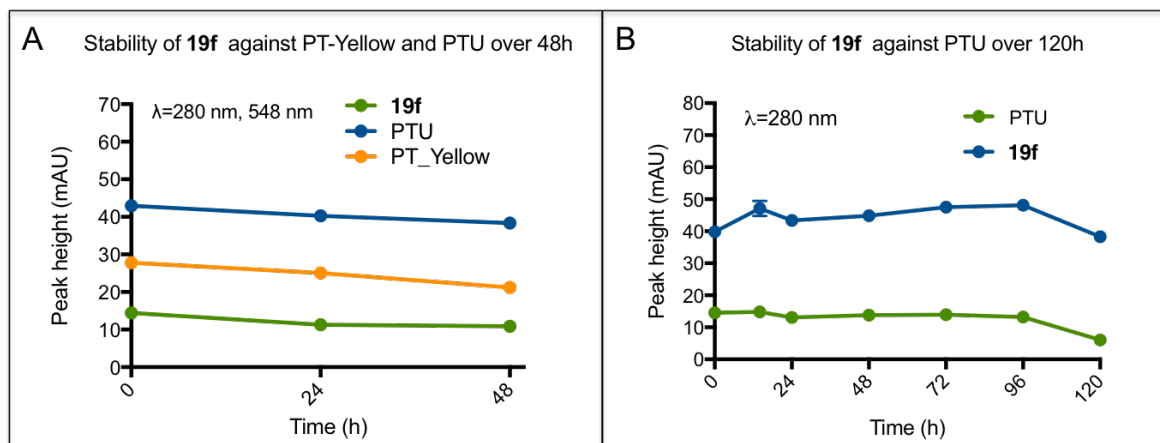 A
Stability of 19f against PT-Yellow and PTU over 48h
λ=280 nm, 548 nm
19f
PTU
PT_Yellow
Peak height (mAU)
70
60
50
40
30
20
10
0
0
24
48
Time (h)
B
Stability of 19f against PTU over 120h
λ=280 nm
PTU
19f
Peak height (mAU)
80
70
60
50
40
30
20
10
0
0
24
48
72
96
120
Time (h)